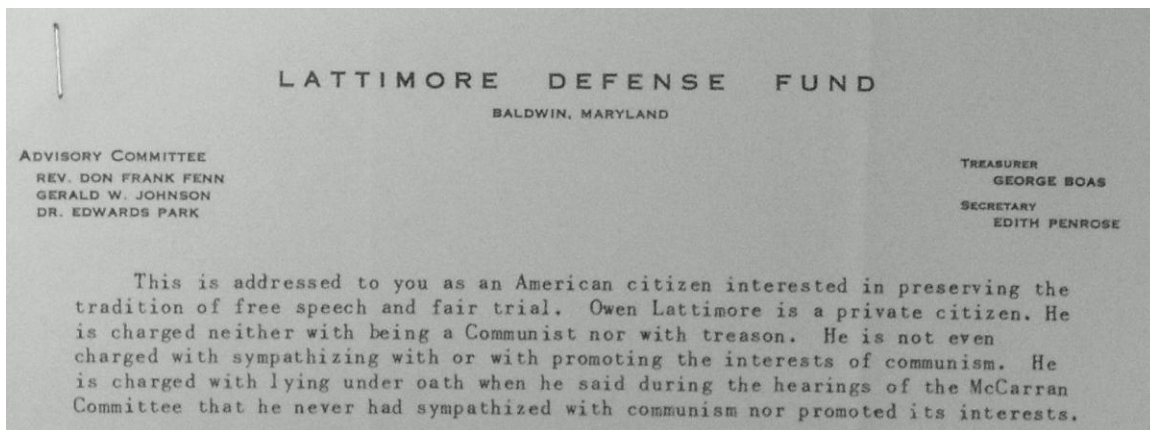 LATTIMORE DEFENSE FUND
BALDWIN, MARYLAND
ADVISORY COMMITTEE
REV. DON FRANK FENN
GERALD W. JOHNSON
DR. EDWARDS PARK
TREASURER
GEORGE BOAS
SECRETARY
EDITH PENROSE
This is addressed to you as an American citizen interested in preserving the
tradition of free speech and fair trial. Owen Lattimore is a private citizen. He
is charged neither with being a Communist nor with treason. He is not even
charged with sympathizing with or with promoting the interests of communism. He
is charged with lying under oath when he said during the hearings of the McCarran
Committee that he never had sympathized with communism nor promoted its interests.